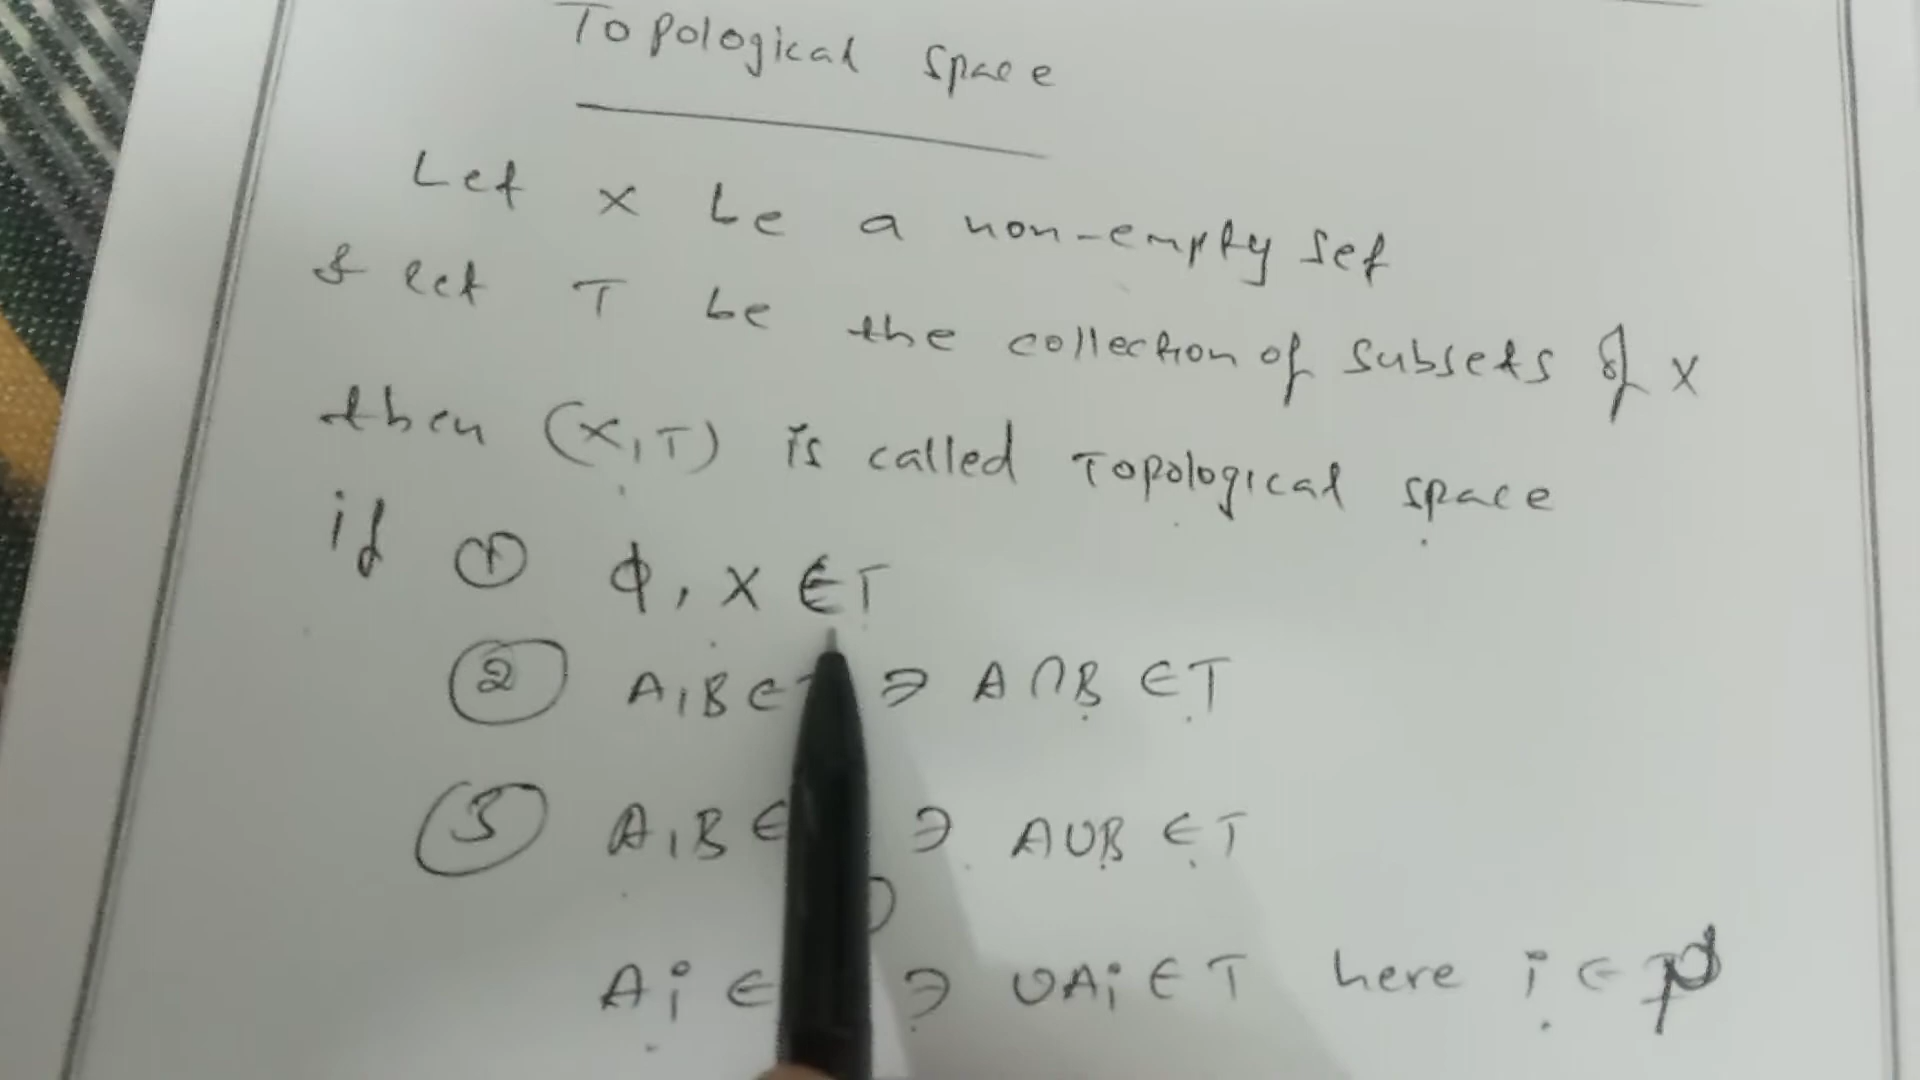 Topological space
Let X be a non-empty set
& let T be the collection of subsets of X
then (X, T) is called Topological space
if ① ϕ, X ∈ T
② A, B ∈ ⇒ A ∩ B ∈ T
③ A, B ∈ ⇒ A ∪ B ∈ T
Ai ∈ ⇒ ∪Ai ∈ T here i ∈